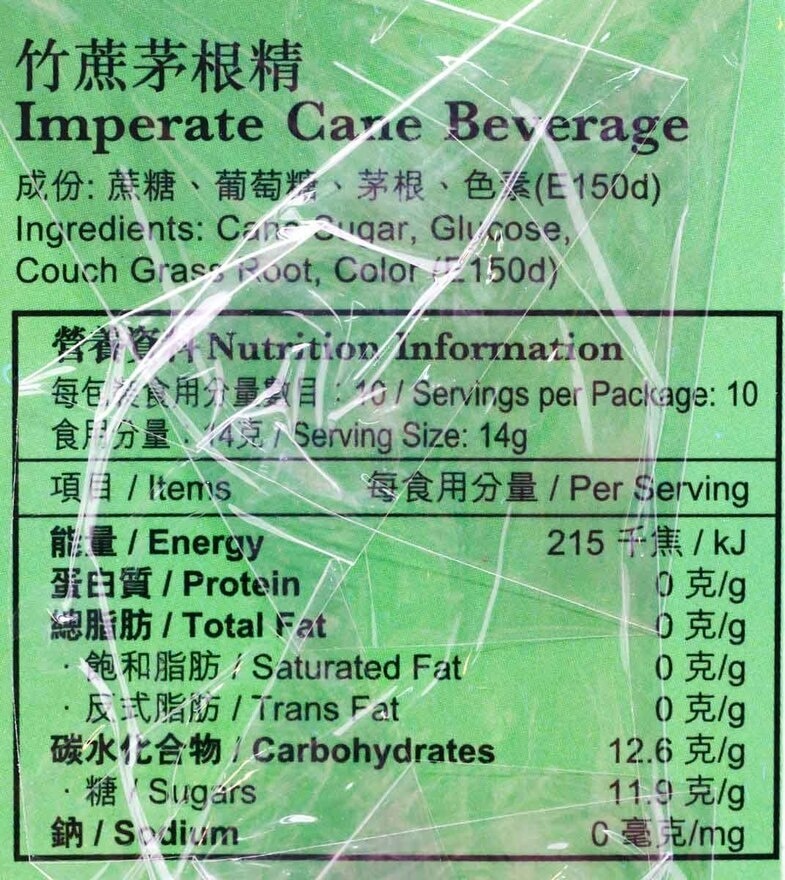 竹蔗茅根精
Imperate Cane Beverage
成份: 蔗糖、葡萄糖、茅根、色素(E150d)
Ingredients: Cane Sugar, Glucose,
Couch Grass Root, Color (E150d)
營養資料 Nutrition Information
每包裝食用分量數目：10 / Servings per Package: 10
食用分量：14克 / Serving Size: 14g
項目 / Items 每食用分量 / Per Serving
能量 / Energy 215 千焦 / kJ
蛋白質 / Protein 0 克/g
總脂肪 / Total Fat 0 克/g
· 飽和脂肪 / Saturated Fat 0 克/g
· 反式脂肪 / Trans Fat 0 克/g
碳水化合物 / Carbohydrates 12.6 克/g
· 糖 / Sugars 11.9 克/g
鈉 / Sodium 0 毫克/mg